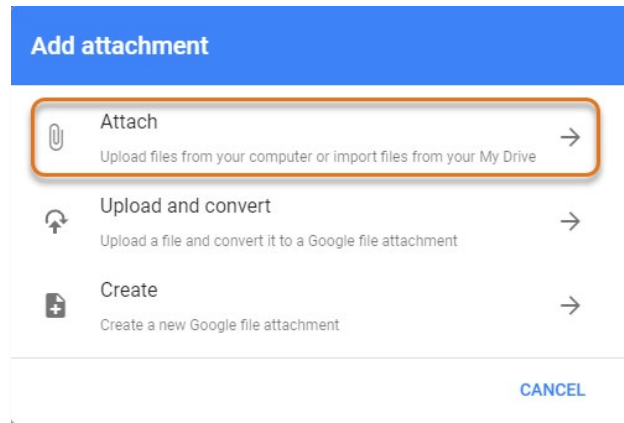 Add attachment
Attach
Upload files from your computer or import files from your My Drive
Upload and convert
Upload a file and convert it to a Google file attachment
Create
Create a new Google file attachment
CANCEL